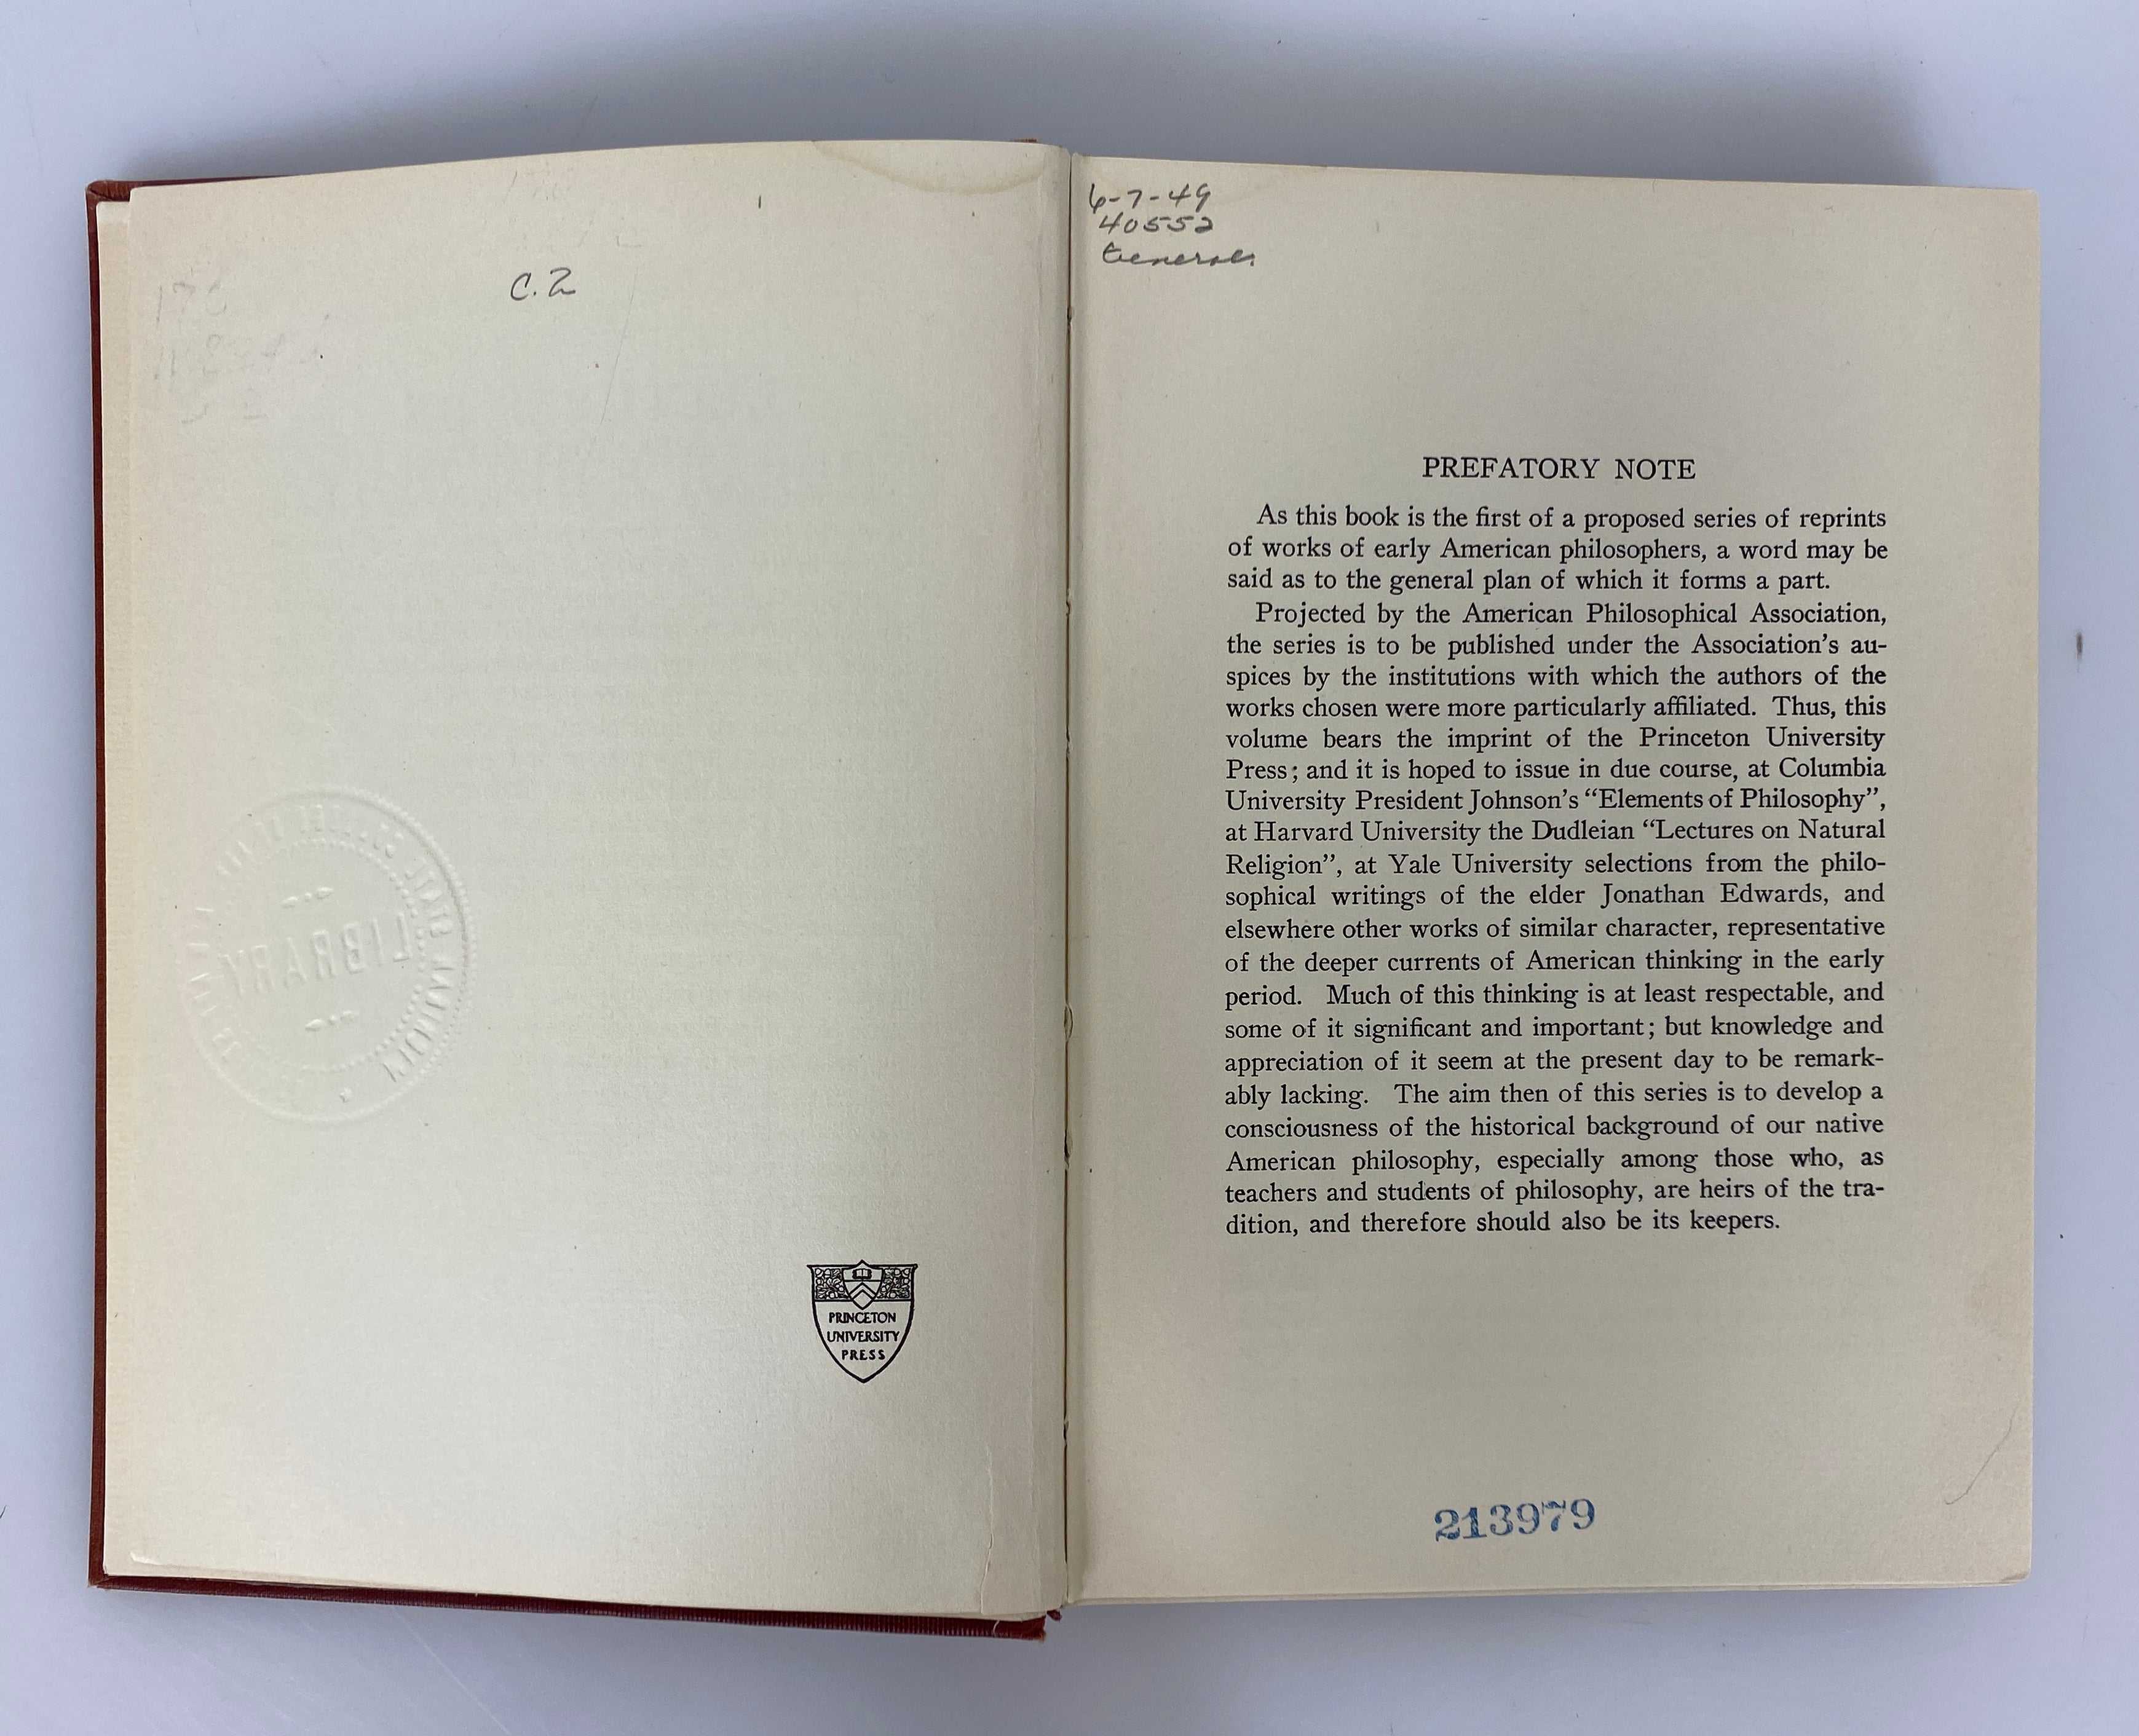 C.2
LIBRARY
PRINCETON
UNIVERSITY
PRESS
6-7-49
40552
General
PREFATORY NOTE
As this book is the first of a proposed series of reprints
of works of early American philosophers, a word may be
said as to the general plan of which it forms a part.
Projected by the American Philosophical Association,
the series is to be published under the Association's au-
spices by the institutions with which the authors of the
works chosen were more particularly affiliated. Thus, this
volume bears the imprint of the Princeton University
Press; and it is hoped to issue in due course, at Columbia
University President Johnson's “Elements of Philosophy”,
at Harvard University the Dudleian “Lectures on Natural
Religion”, at Yale University selections from the philo-
sophical writings of the elder Jonathan Edwards, and
elsewhere other works of similar character, representative
of the deeper currents of American thinking in the early
period. Much of this thinking is at least respectable, and
some of it significant and important; but knowledge and
appreciation of it seem at the present day to be remark-
ably lacking. The aim then of this series is to develop a
consciousness of the historical background of our native
American philosophy, especially among those who, as
teachers and students of philosophy, are heirs of the tra-
dition, and therefore should also be its keepers.
213979